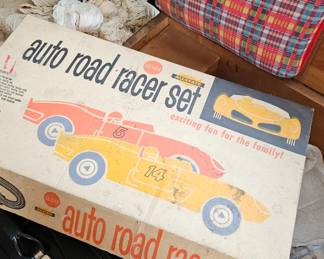 auto road racer set
exciting fun for the family!
5
14
auto road rac